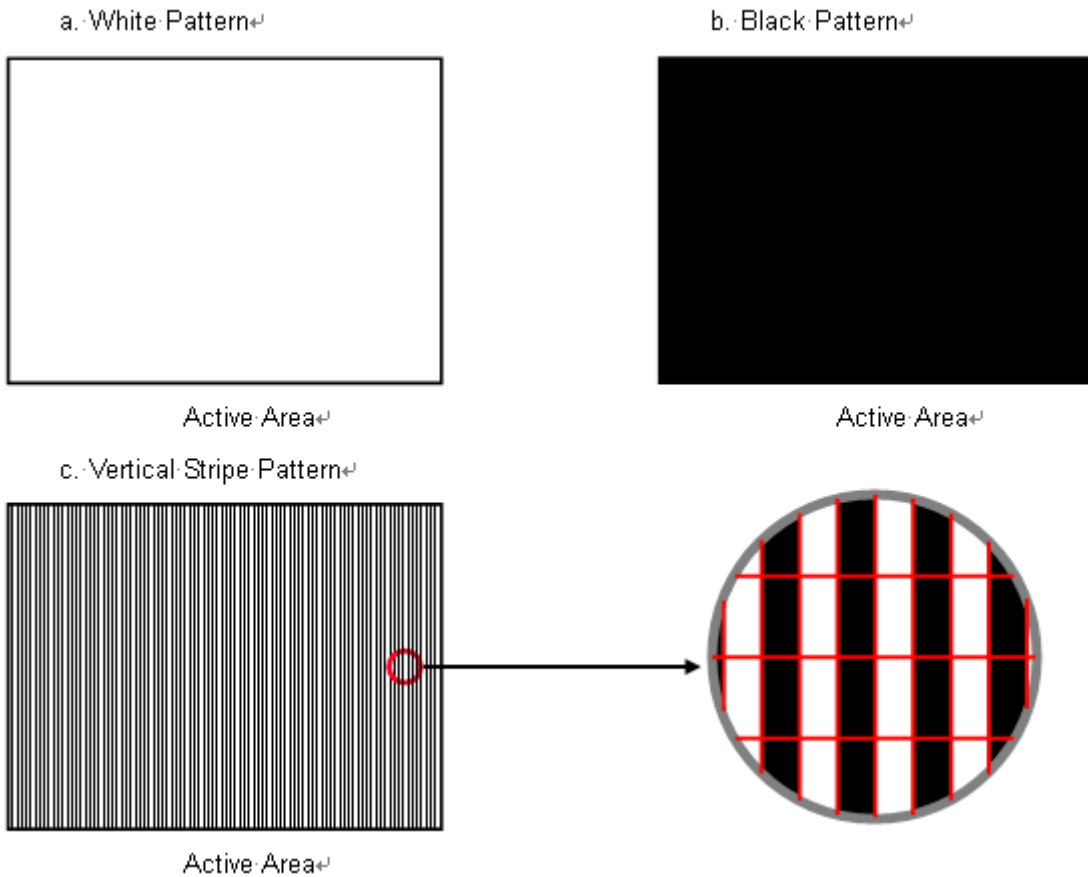 a. White Pattern
b. Black Pattern
Active Area
Active Area
c. Vertical Stripe Pattern
Active Area